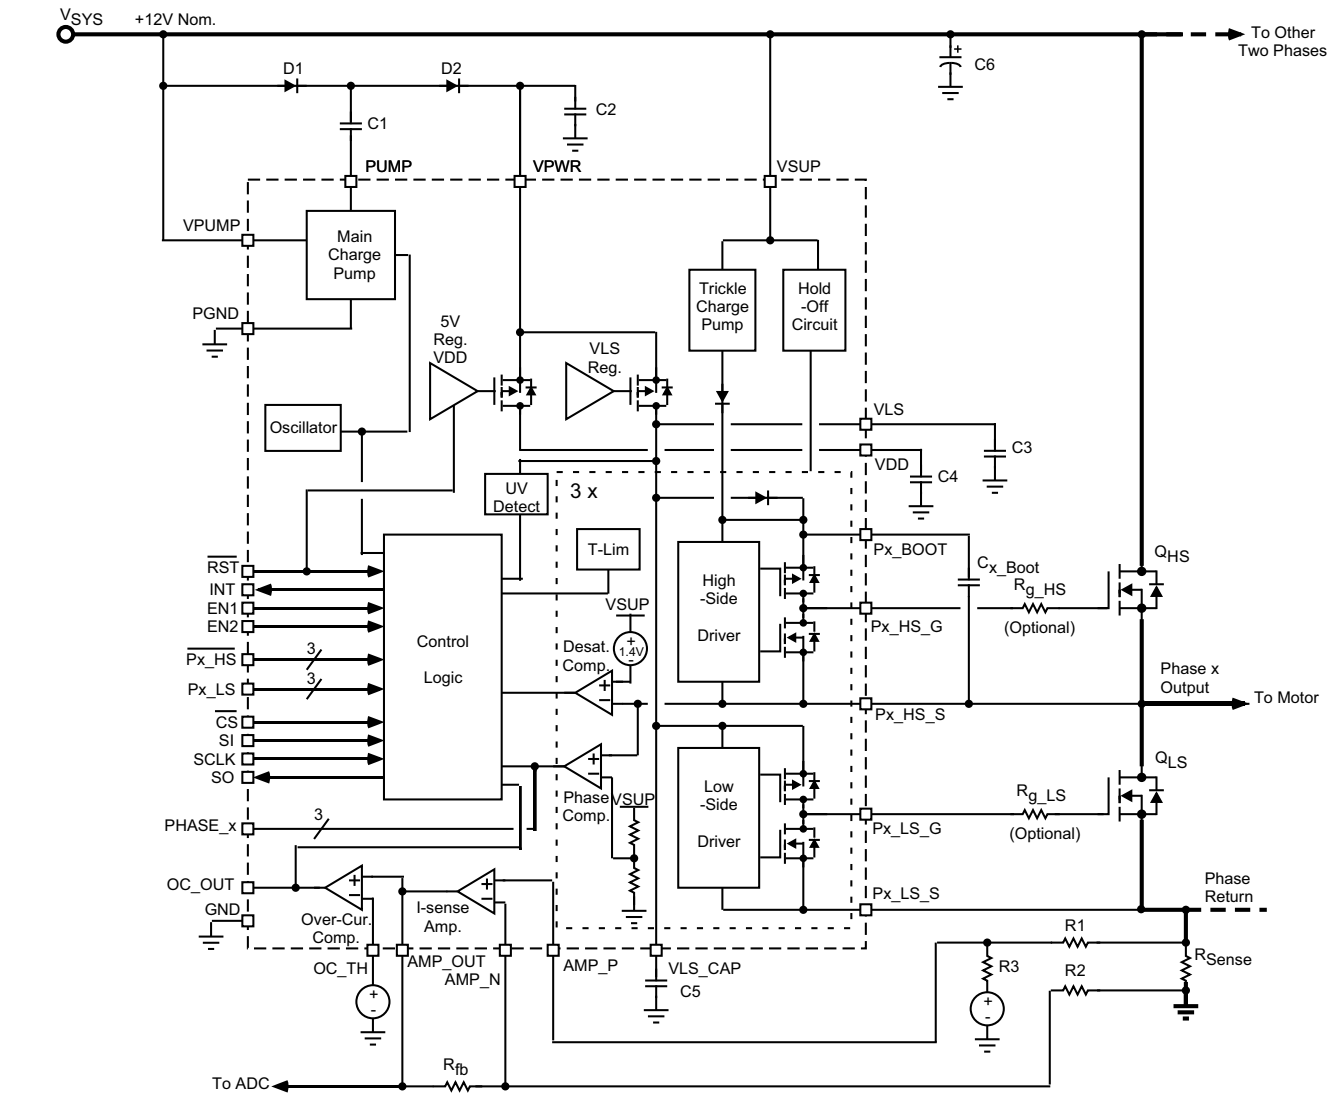 VSYS +12V Nom.
To Other
Two Phases
D1
D2
C6
C1
C2
PUMP
VPWR
VSUP
VPUMP
Main
Charge
Pump
Trickle
Charge
Pump
Hold
-Off
Circuit
PGND
5V
Reg.
VDD
VLS
Reg.
Oscillator
VLS
VDD
C3
C4
UV
Detect
3 x
T-Lim
Px_BOOT
Cx_Boot
QHS
RST
INT
EN1
EN2
Px_HS
Px_LS
CS
SI
SCLK
SO
3
3
Control
Logic
VSUP
+
1.4V
-
Desat.
Comp.
+
−
High
-Side
Driver
Px_HS_G
Rg_HS
(Optional)
Px_HS_S
Phase x
Output
To Motor
+
−
Phase
Comp.
VSUP
Low
-Side
Driver
Px_LS_G
Rg_LS
(Optional)
QLS
PHASE_x
3
OC_OUT
GND
+
−
Over-Cur.
Comp.
+
−
I-sense
Amp.
Px_LS_S
Phase
Return
OC_TH
AMP_OUT
AMP_N
AMP_P
VLS_CAP
C5
R1
R2
R3
RSense
+
-
+
-
Rfb
To ADC